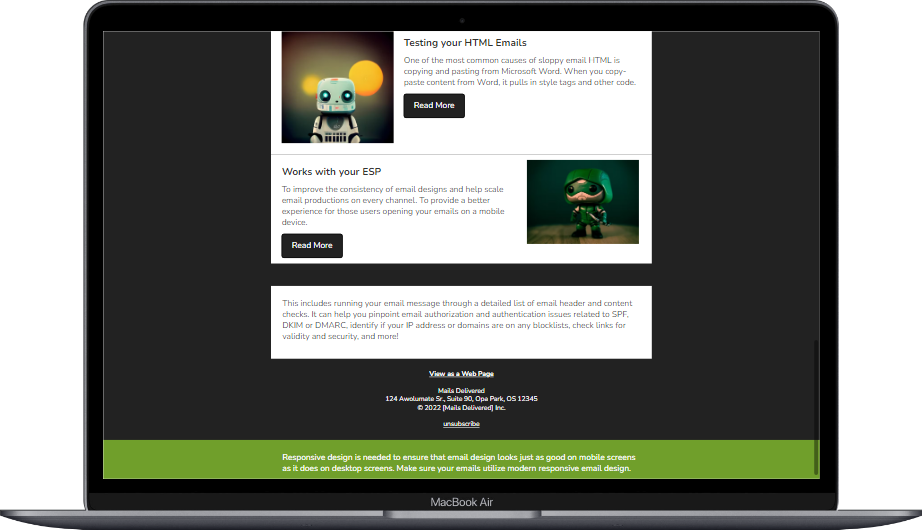 Testing your HTML Emails
One of the most common causes of sloppy email HTML is
copying and pasting from Microsoft Word. When you copy-
paste content from Word, it pulls in style tags and other code.
Read More
Works with your ESP
To improve the consistency of email designs and help scale
email productions on every channel. To provide a better
experience for those users opening your emails on a mobile
device.
Read More
This includes running your email message through a detailed list of email header and content
checks. It can help you pinpoint email authorization and authentication issues related to SPF,
DKIM or DMARC, identify if your IP address or domains are on any blocklists, check links for
validity and security, and more!
View as a Web Page
Mails Delivered
124 Awolumate Sr., Suite 90, Opa Park, OS 12345
© 2022 [Mails Delivered] Inc.
unsubscribe
Responsive design is needed to ensure that email design looks just as good on mobile screens
as it does on desktop screens. Make sure your emails utilize modern responsive email design.
MacBook Air